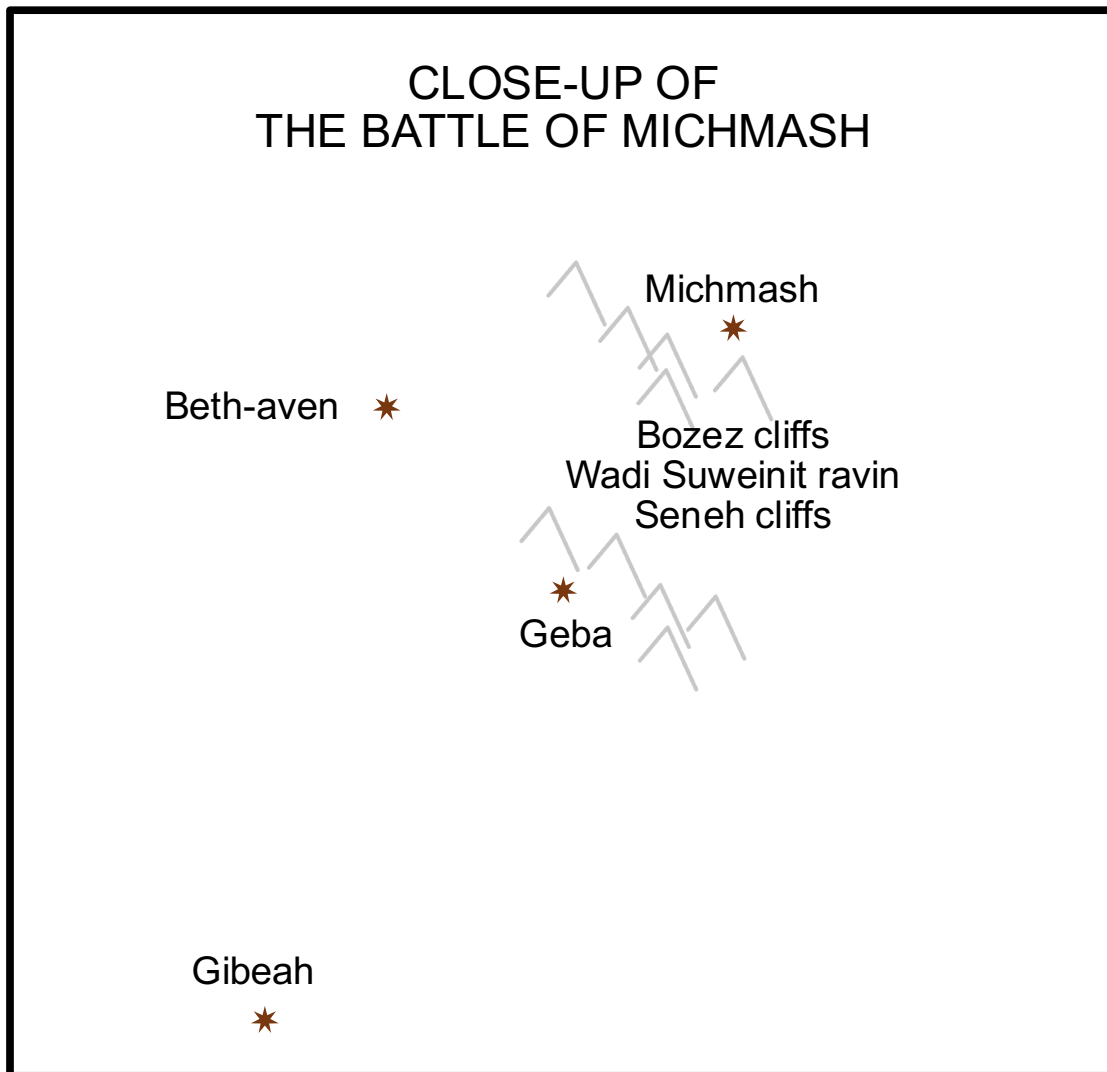 CLOSE-UP OF
THE BATTLE OF MICHMASH
Michmash
Beth-aven
Bozez cliffs
Wadi Suweinit ravin
Seneh cliffs
Geba
Gibeah